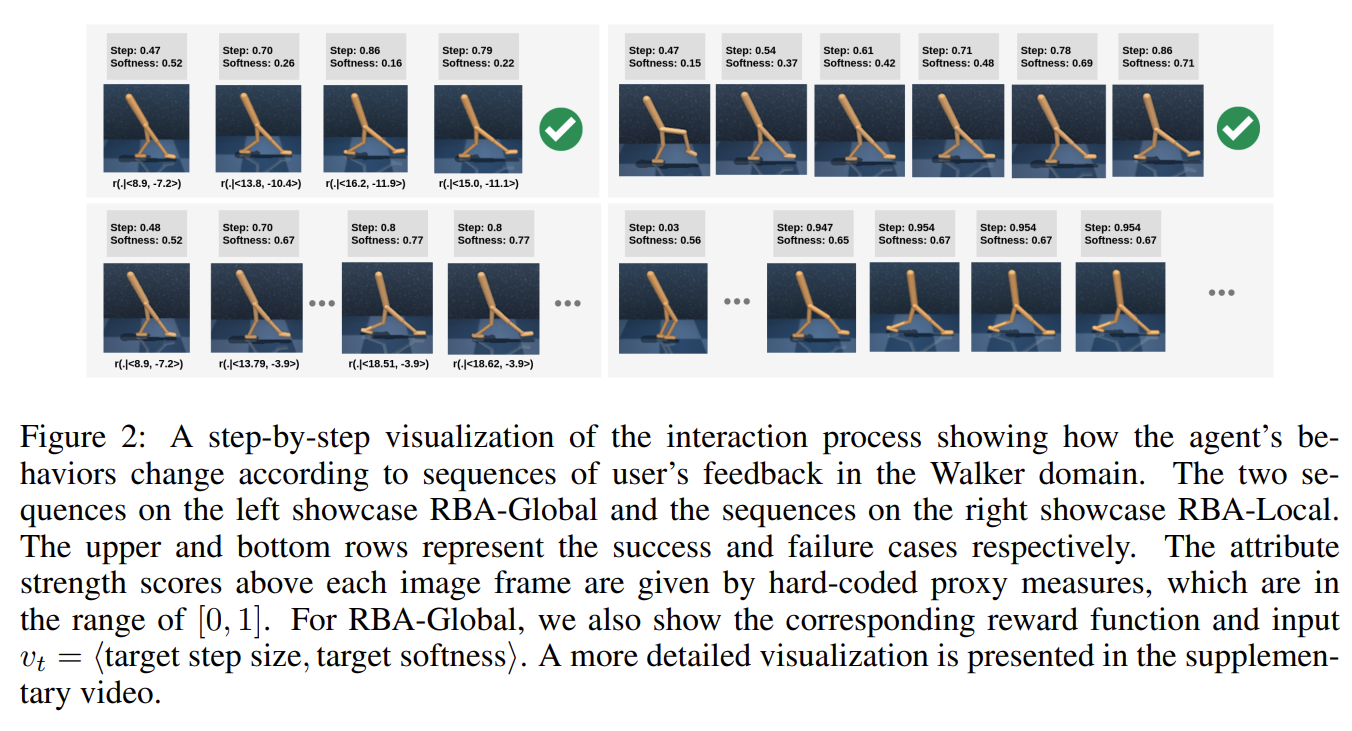 Step: 0.47
Softness: 0.52
Step: 0.70
Softness: 0.26
Step: 0.86
Softness: 0.16
Step: 0.79
Softness: 0.22
r(.|<8.9, -7.2>)
r(.|<13.8, -10.4>)
r(.|<16.2, -11.9>)
r(.|<15.0, -11.1>)
Step: 0.47
Softness: 0.15
Step: 0.54
Softness: 0.37
Step: 0.61
Softness: 0.42
Step: 0.71
Softness: 0.48
Step: 0.78
Softness: 0.69
Step: 0.86
Softness: 0.71
Step: 0.48
Softness: 0.52
Step: 0.70
Softness: 0.67
Step: 0.8
Softness: 0.77
Step: 0.8
Softness: 0.77
r(.|<8.9, -7.2>)
r(.|<13.79, -3.9>)
r(.|<18.51, -3.9>)
r(.|<18.62, -3.9>)
Step: 0.03
Softness: 0.56
Step: 0.947
Softness: 0.65
Step: 0.954
Softness: 0.67
Step: 0.954
Softness: 0.67
Step: 0.954
Softness: 0.67
Figure 2: A step-by-step visualization of the interaction process showing how the agent's be-
haviors change according to sequences of user's feedback in the Walker domain. The two se-
quences on the left showcase RBA-Global and the sequences on the right showcase RBA-Local.
The upper and bottom rows represent the success and failure cases respectively. The attribute
strength scores above each image frame are given by hard-coded proxy measures, which are in
the range of [0, 1]. For RBA-Global, we also show the corresponding reward function and input
vₜ = ⟨target step size, target softness⟩. A more detailed visualization is presented in the supplemen-
tary video.